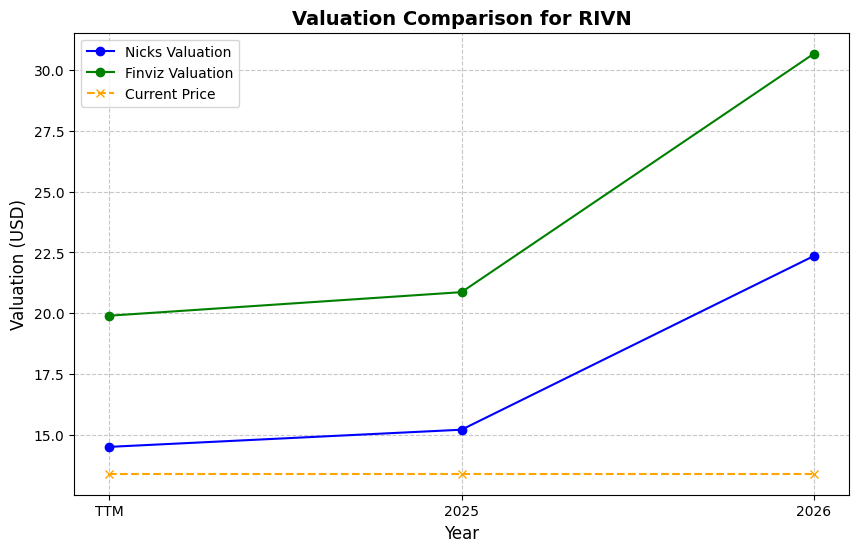 Valuation Comparison for RIVN
Nicks Valuation
Finviz Valuation
Current Price
Valuation (USD)
30.0
27.5
25.0
22.5
20.0
17.5
15.0
TTM
2025
2026
Year